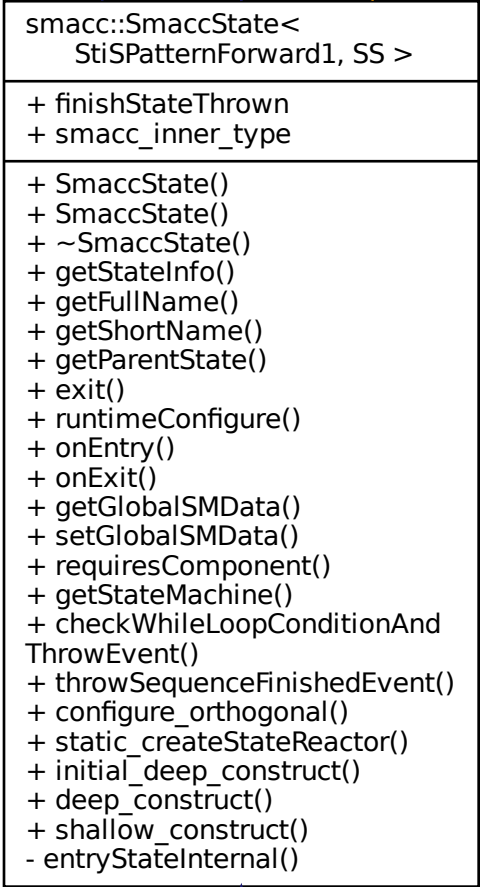 smacc::SmaccState<
StiSPatternForward1, SS >
+ finishStateThrown
+ smacc_inner_type
+ SmaccState()
+ SmaccState()
+ ~SmaccState()
+ getStateInfo()
+ getFullName()
+ getShortName()
+ getParentState()
+ exit()
+ runtimeConfigure()
+ onEntry()
+ onExit()
+ getGlobalSMData()
+ setGlobalSMData()
+ requiresComponent()
+ getStateMachine()
+ checkWhileLoopConditionAnd
ThrowEvent()
+ throwSequenceFinishedEvent()
+ configure_orthogonal()
+ static_createStateReactor()
+ initial_deep_construct()
+ deep_construct()
+ shallow_construct()
- entryStateInternal()